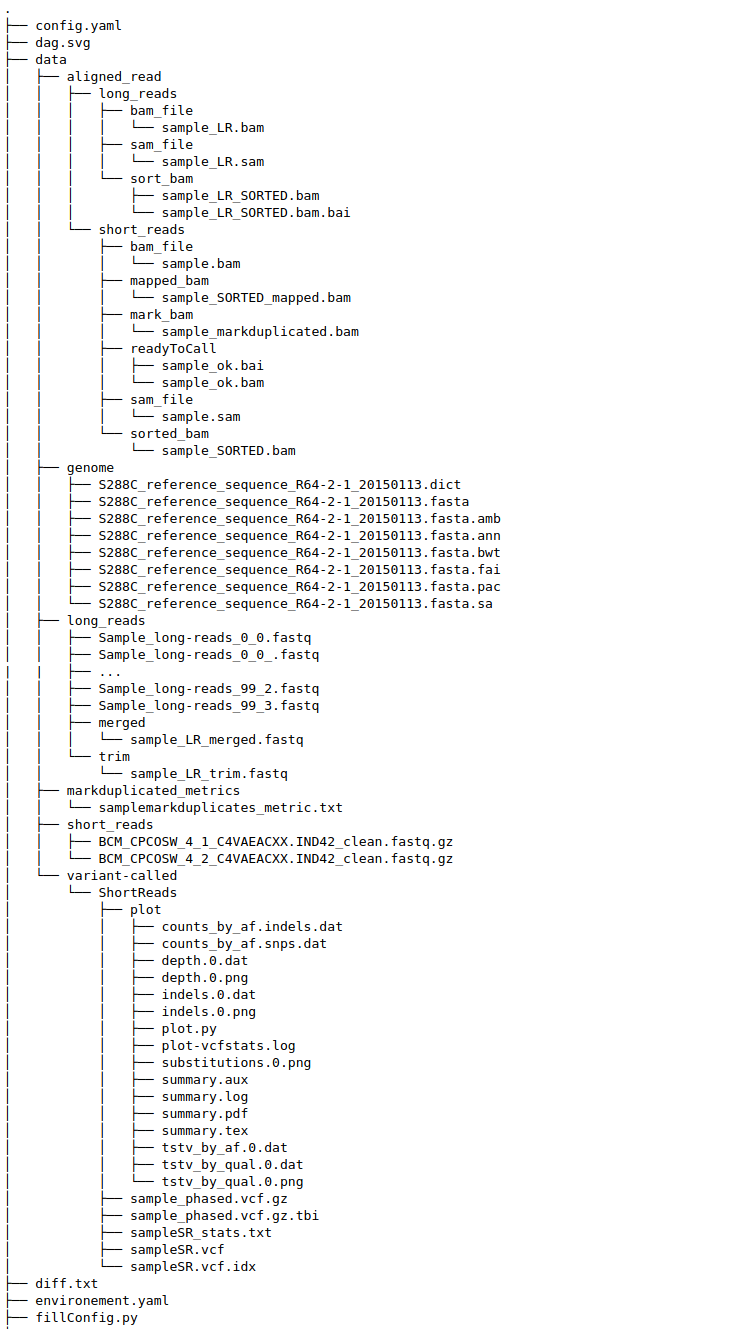 .
├── config.yaml
├── dag.svg
├── data
│   ├── aligned_read
│   │   ├── long_reads
│   │   │   ├── bam_file
│   │   │   │   └── sample_LR.bam
│   │   │   ├── sam_file
│   │   │   │   └── sample_LR.sam
│   │   │   └── sort_bam
│   │   │       ├── sample_LR_SORTED.bam
│   │   │       └── sample_LR_SORTED.bam.bai
│   │   └── short_reads
│   │       ├── bam_file
│   │       │   └── sample.bam
│   │       ├── mapped_bam
│   │       │   └── sample_SORTED_mapped.bam
│   │       ├── mark_bam
│   │       │   └── sample_markduplicated.bam
│   │       ├── readyToCall
│   │       │   ├── sample_ok.bai
│   │       │   └── sample_ok.bam
│   │       ├── sam_file
│   │       │   └── sample.sam
│   │       └── sorted_bam
│   │           └── sample_SORTED.bam
│   ├── genome
│   │   ├── S288C_reference_sequence_R64-2-1_20150113.dict
│   │   ├── S288C_reference_sequence_R64-2-1_20150113.fasta
│   │   ├── S288C_reference_sequence_R64-2-1_20150113.fasta.amb
│   │   ├── S288C_reference_sequence_R64-2-1_20150113.fasta.ann
│   │   ├── S288C_reference_sequence_R64-2-1_20150113.fasta.bwt
│   │   ├── S288C_reference_sequence_R64-2-1_20150113.fasta.fai
│   │   ├── S288C_reference_sequence_R64-2-1_20150113.fasta.pac
│   │   └── S288C_reference_sequence_R64-2-1_20150113.fasta.sa
│   ├── long_reads
│   │   ├── Sample_long-reads_0_0.fastq
│   │   ├── Sample_long-reads_0_0_.fastq
|   |   ├── ...
│   │   ├── Sample_long-reads_99_2.fastq
│   │   ├── Sample_long-reads_99_3.fastq
│   │   ├── merged
│   │   │   └── sample_LR_merged.fastq
│   │   └── trim
│   │       └── sample_LR_trim.fastq
│   ├── markduplicated_metrics
│   │   └── samplemarkduplicates_metric.txt
│   ├── short_reads
│   │   ├── BCM_CPCOSW_4_1_C4VAEACXX.IND42_clean.fastq.gz
│   │   └── BCM_CPCOSW_4_2_C4VAEACXX.IND42_clean.fastq.gz
│   └── variant-called
│       └── ShortReads
│           ├── plot
│           │   ├── counts_by_af.indels.dat
│           │   ├── counts_by_af.snps.dat
│           │   ├── depth.0.dat
│           │   ├── depth.0.png
│           │   ├── indels.0.dat
│           │   ├── indels.0.png
│           │   ├── plot.py
│           │   ├── plot-vcfstats.log
│           │   ├── substitutions.0.png
│           │   ├── summary.aux
│           │   ├── summary.log
│           │   ├── summary.pdf
│           │   ├── summary.tex
│           │   ├── tstv_by_af.0.dat
│           │   ├── tstv_by_qual.0.dat
│           │   └── tstv_by_qual.0.png
│           ├── sample_phased.vcf.gz
│           ├── sample_phased.vcf.gz.tbi
│           ├── sampleSR_stats.txt
│           ├── sampleSR.vcf
│           └── sampleSR.vcf.idx
├── diff.txt
├── environement.yaml
├── fillConfig.py